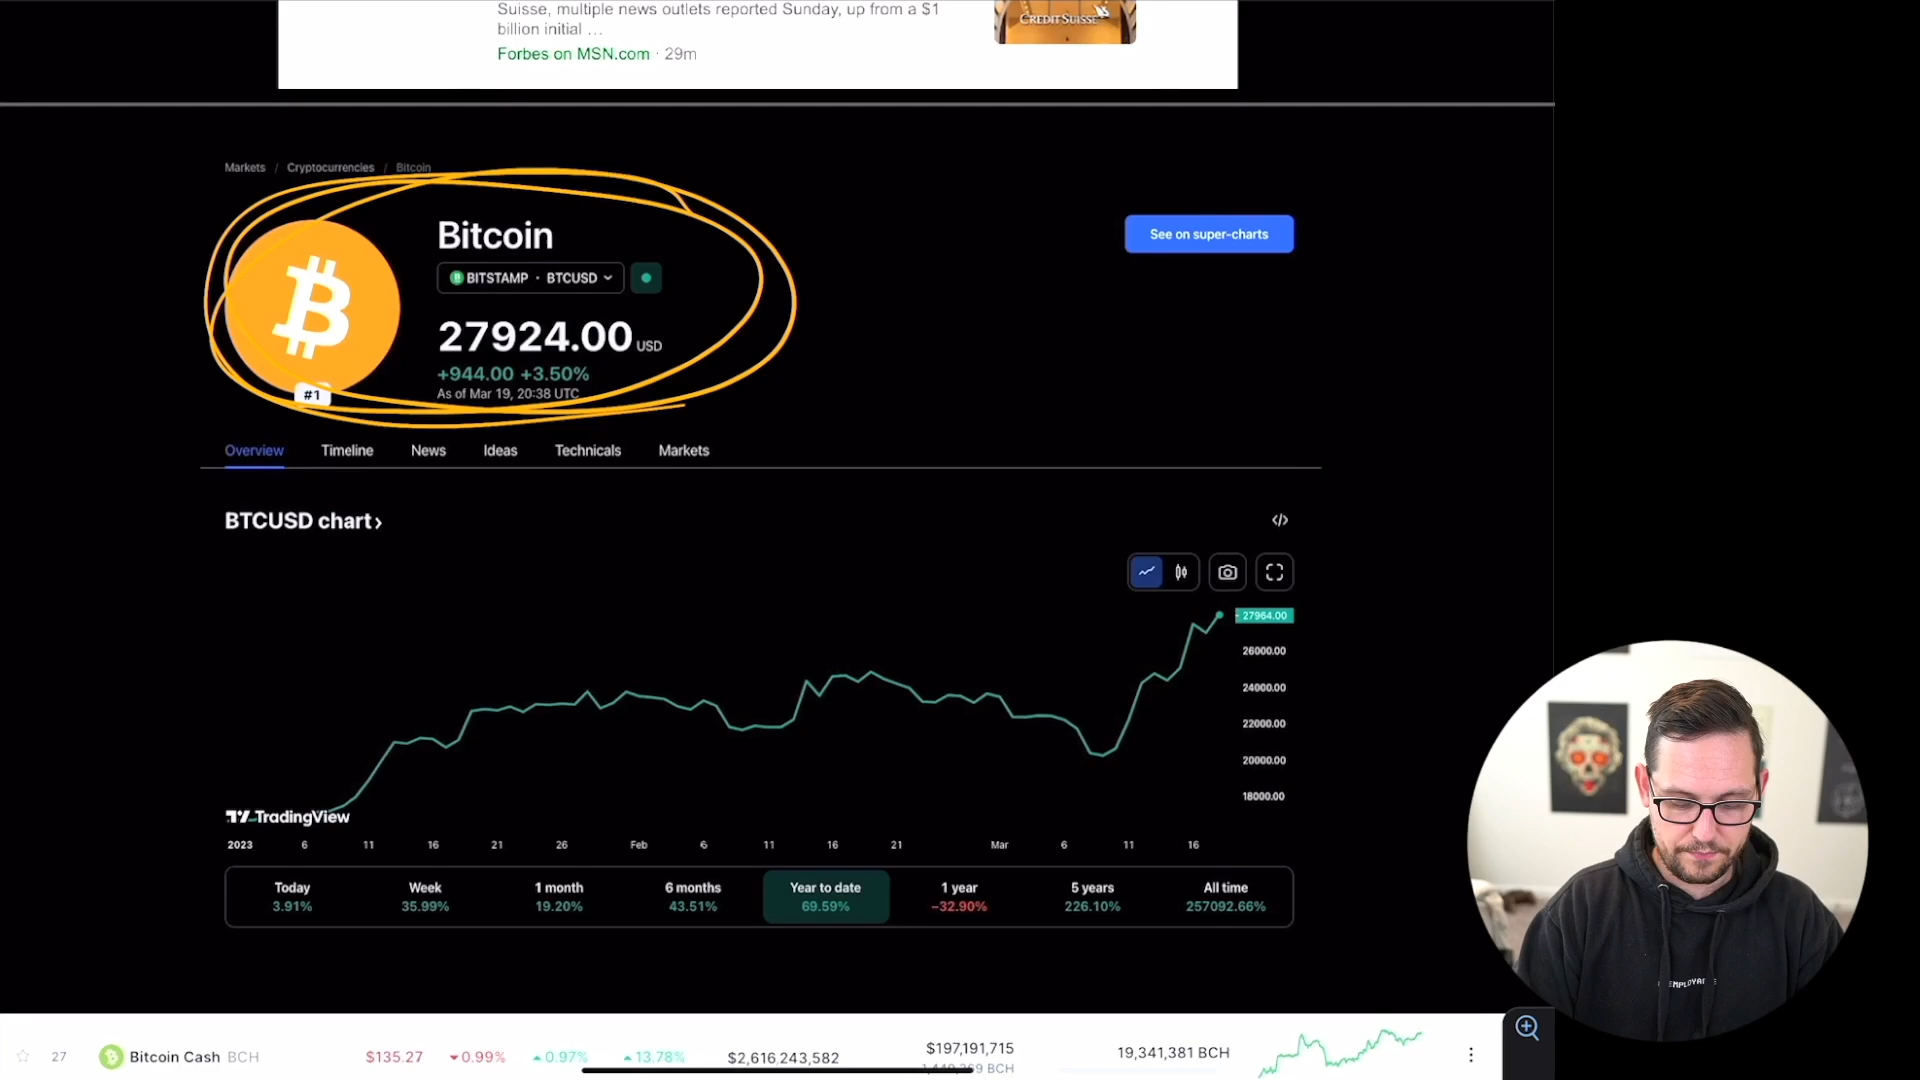 Suisse, multiple news outlets reported Sunday, up from a $1
billion initial ...
CREDIT SUISSE
Forbes on MSN.com · 29m
Markets / Cryptocurrencies / Bitcoin
Bitcoin
BITSTAMP · BTCUSD
27924.00 USD
+944.00 +3.50%
As of Mar 19, 20:38 UTC
#1
See on super-charts
Overview Timeline News Ideas Technicals Markets
BTCUSD chart
27964.00
26000.00
24000.00
22000.00
20000.00
18000.00
TradingView
2023 6 11 16 21 26 Feb 6 11 16 21 Mar 6 11 16
Today Week 1 month 6 months Year to date 1 year 5 years All time
3.91% 35.99% 19.20% 43.51% 69.59% −32.90% 226.10% 257092.66%
27 Bitcoin Cash BCH $135.27 0.99% 0.97% 13.78% $2,616,243,582 $197,191,715 19,341,381 BCH
BCH